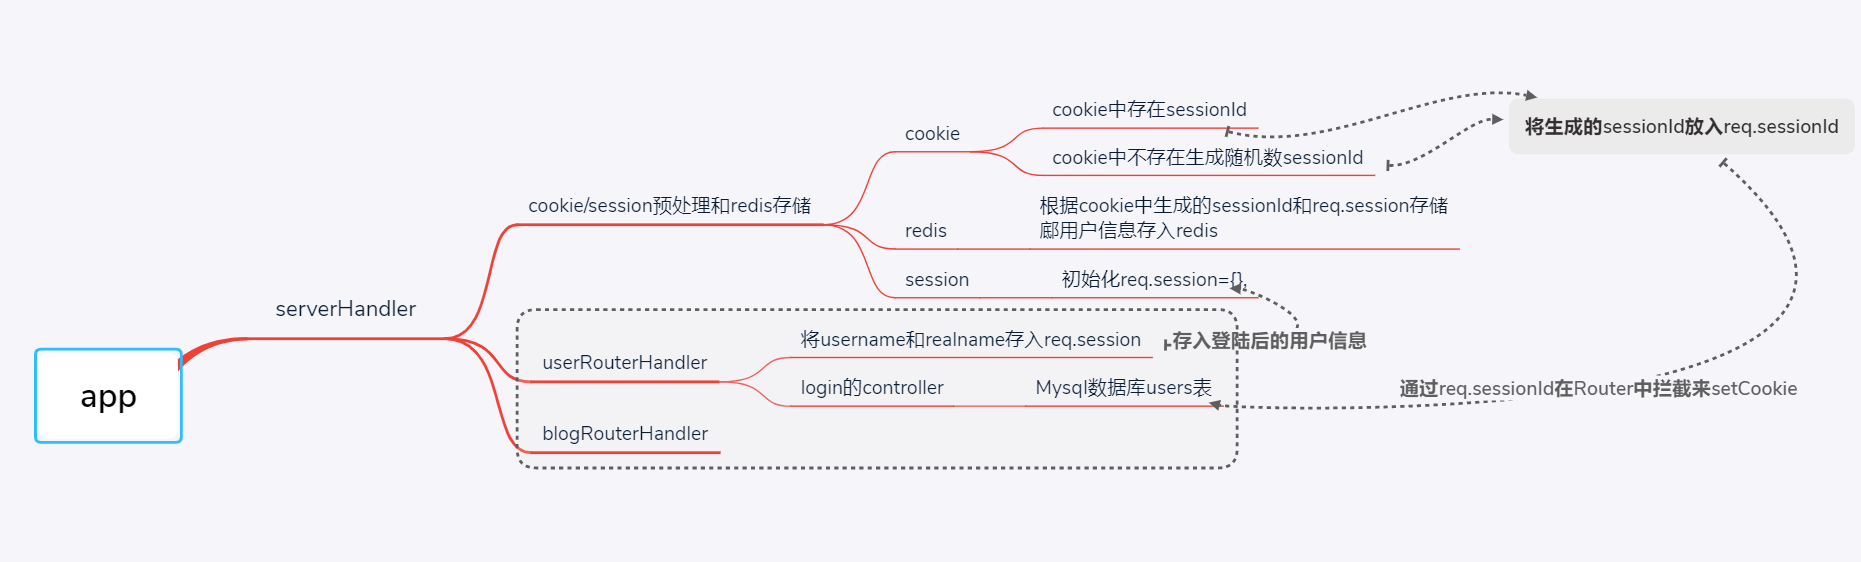 app
serverHandler
cookie/session预处理和redis存储
cookie
cookie中存在sessionId
cookie中不存在生成随机数sessionId
将生成的sessionId放入req.sessionId
redis
根据cookie中生成的sessionId和req.session存储
邸用户信息存入redis
session
初始化req.session={},
userRouterHandler
将username和realname存入req.session
存入登陆后的用户信息
login的controller
Mysql数据库users表
通过req.sessionId在Router中拦截来setCookie
blogRouterHandler